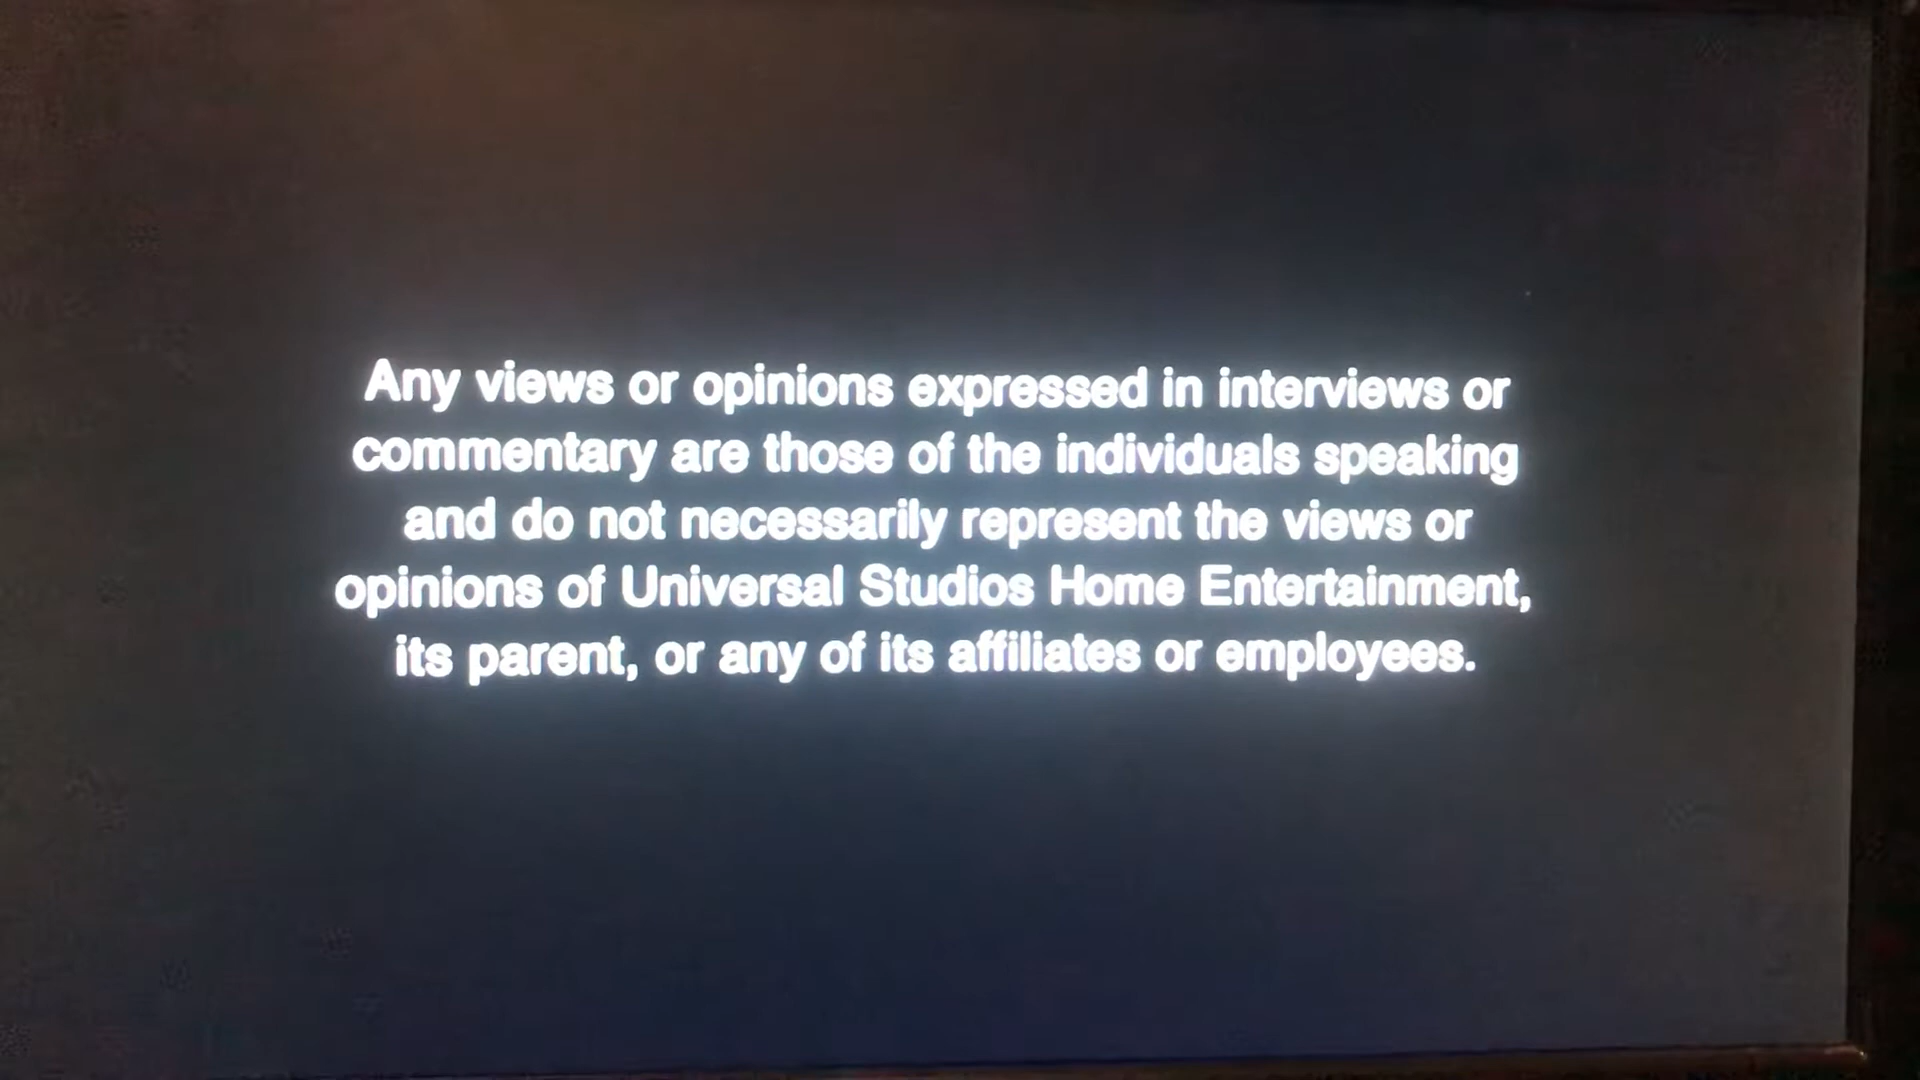 Any views or opinions expressed in interviews or
commentary are those of the individuals speaking
and do not necessarily represent the views or
opinions of Universal Studios Home Entertainment,
its parent, or any of its affiliates or employees.